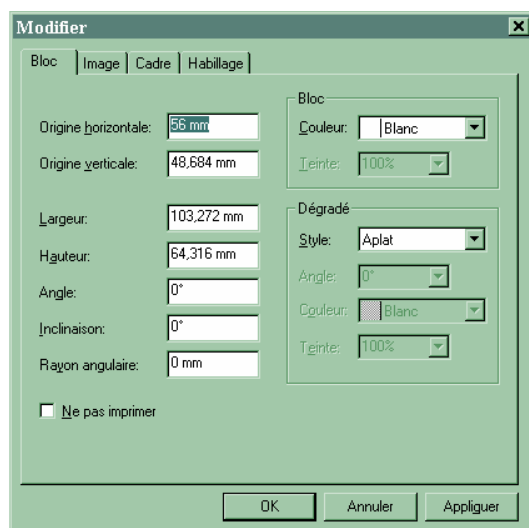 Modifier
Bloc Image Cadre Habillage
Origine horizontale: 56 mm
Origine verticale: 48,684 mm
Largeur: 103,272 mm
Hauteur: 64,316 mm
Angle: 0°
Inclinaison: 0°
Rayon angulaire: 0 mm
Ne pas imprimer
Bloc
Couleur: Blanc
Teinte: 100%
Dégradé
Style: Aplat
Angle: 0°
Couleur: Blanc
Teinte: 100%
OK Annuler Appliguer